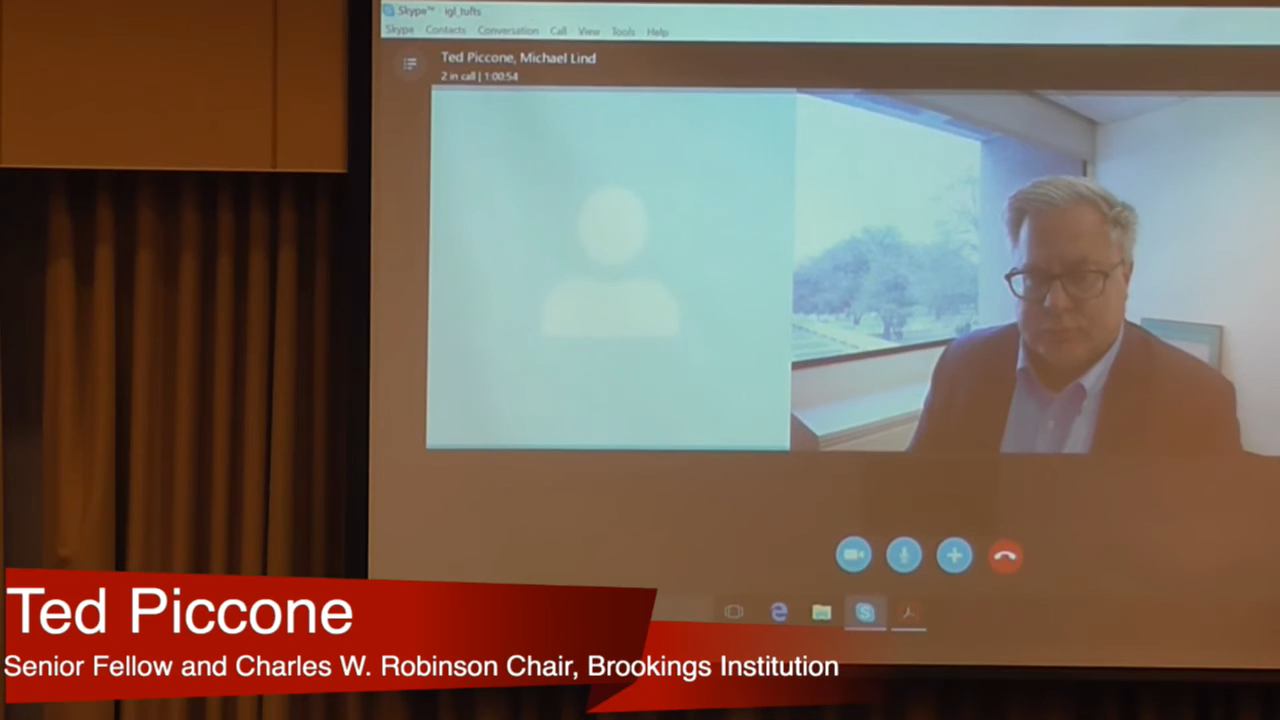 Skype™ igl_tufts
Skype Contacts Conversation Call View Tools Help
Ted Piccone, Michael Lind
2 in call | 1:00:54
Ted Piccone
Senior Fellow and Charles W. Robinson Chair, Brookings Institution